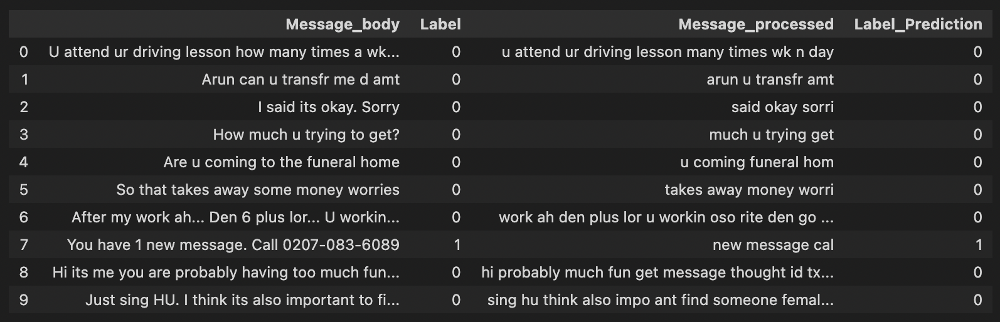 Message_body Label Message_processed Label_Prediction
0 U attend ur driving lesson how many times a wk... 0 u attend ur driving lesson many times wk n day 0
1 Arun can u transfr me d amt 0 arun u transfr amt 0
2 I said its okay. Sorry 0 said okay sorri 0
3 How much u trying to get? 0 much u trying get 0
4 Are u coming to the funeral home 0 u coming funeral hom 0
5 So that takes away some money worries 0 takes away money worri 0
6 After my work ah... Den 6 plus lor... U workin... 0 work ah den plus lor u workin oso rite den go ... 0
7 You have 1 new message. Call 0207-083-6089 1 new message cal 1
8 Hi its me you are probably having too much fun... 0 hi probably much fun get message thought id tx... 0
9 Just sing HU. I think its also important to fi... 0 sing hu think also impo ant find someone femal... 0